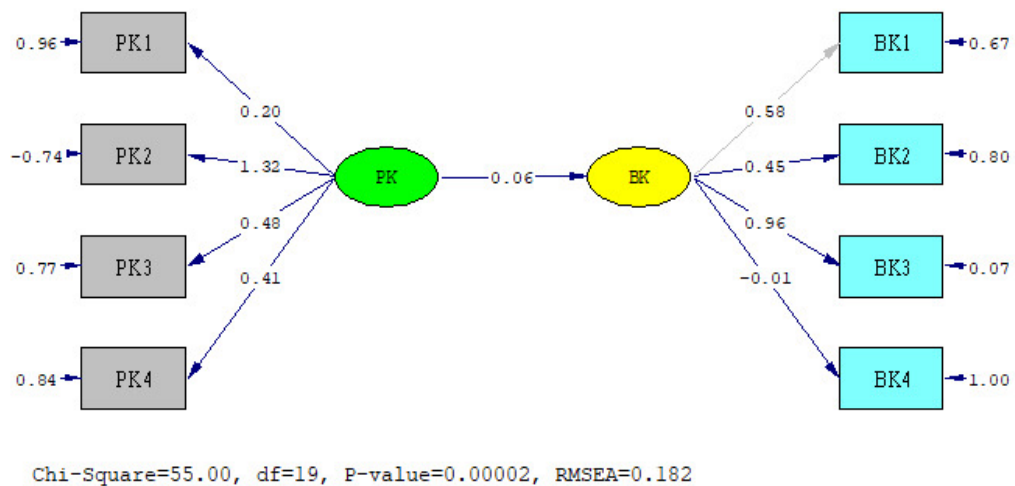 0.96 PK1 BK1 0.67
0.20 0.58
-0.74 PK2 1.32 PK 0.06 BK 0.45 BK2 0.80
0.48 0.96
0.77 PK3 BK3 0.07
0.41 -0.01
0.84 PK4 BK4 1.00
Chi-Square=55.00, df=19, P-value=0.00002, RMSEA=0.182